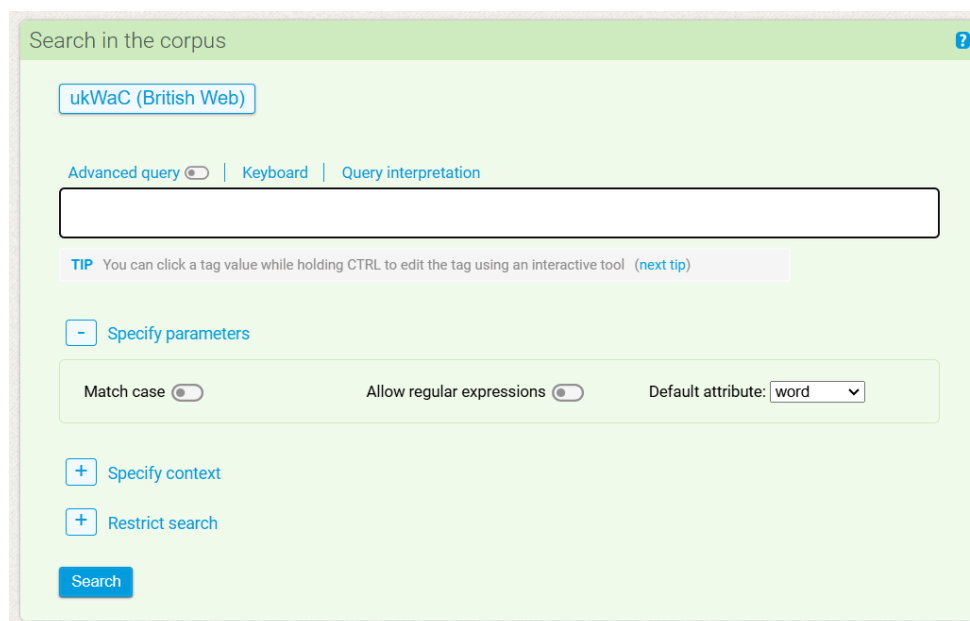 Search in the corpus ?
ukWaC (British Web)
Advanced query | Keyboard | Query interpretation
TIP You can click a tag value while holding CTRL to edit the tag using an interactive tool (next tip)
- Specify parameters
Match case Allow regular expressions Default attribute: word
+ Specify context
+ Restrict search
Search